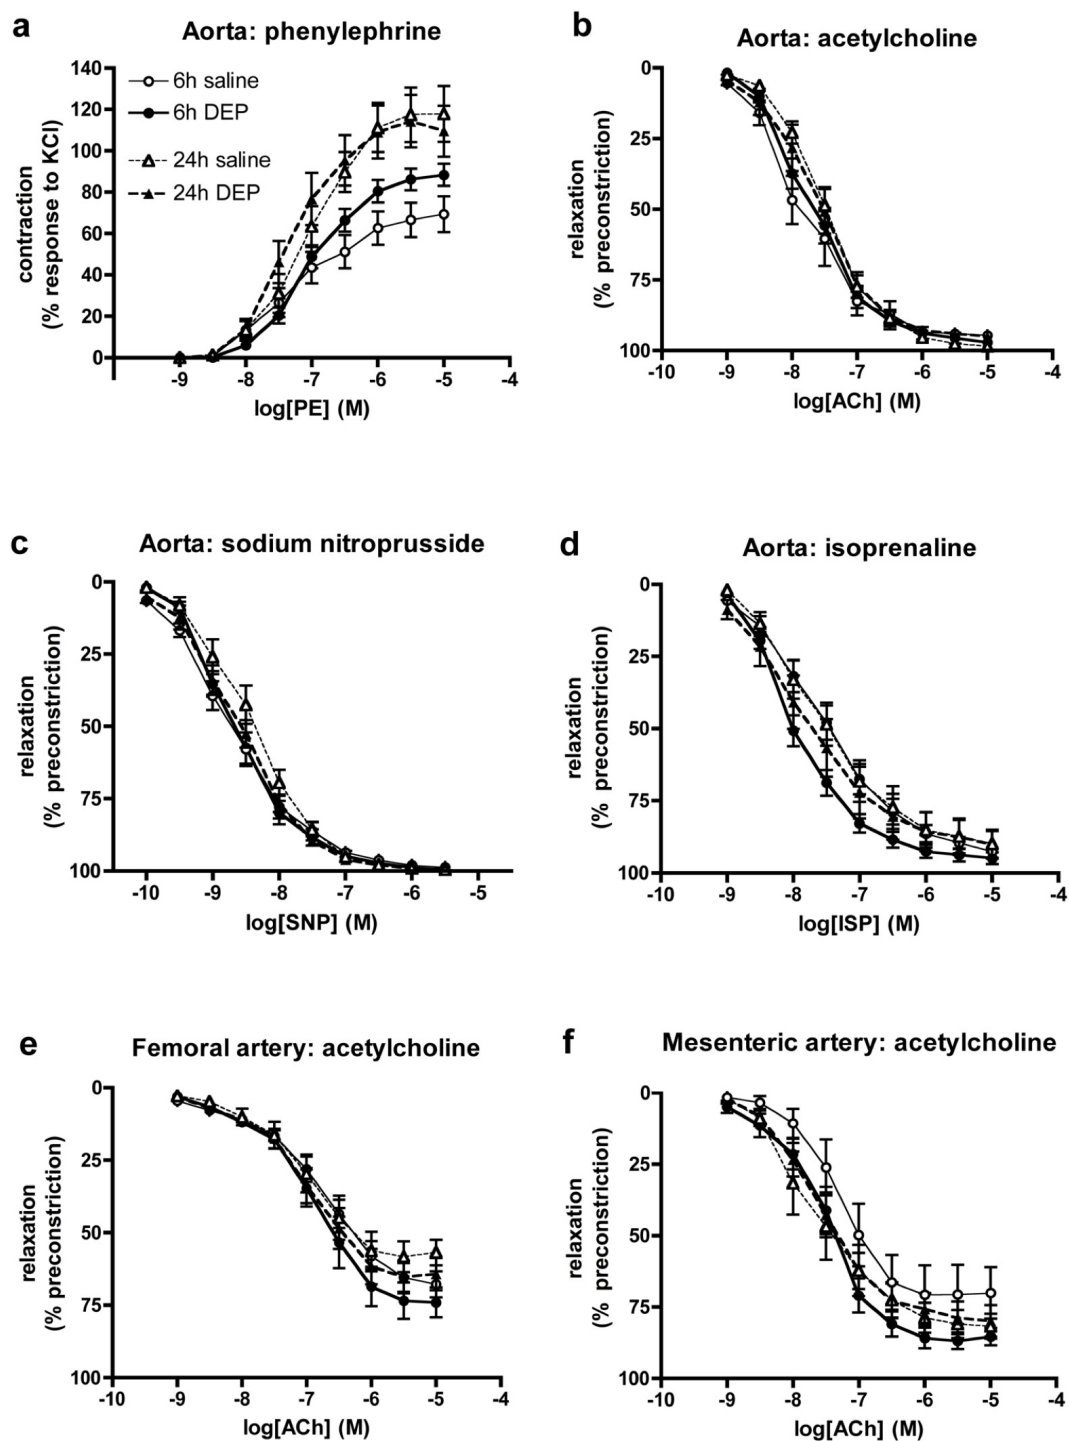 a
Aorta: phenylephrine
140
120
100
80
60
40
20
0
contraction
(% response to KCl)
6h saline
6h DEP
24h saline
24h DEP
-9 -8 -7 -6 -5 -4
log[PE] (M)
b
Aorta: acetylcholine
0
25
50
75
100
relaxation
(% preconstriction)
-10 -9 -8 -7 -6 -5 -4
log[ACh] (M)
c
Aorta: sodium nitroprusside
0
25
50
75
100
relaxation
(% preconstriction)
-10 -9 -8 -7 -6 -5
log[SNP] (M)
d
Aorta: isoprenaline
0
25
50
75
100
relaxation
(% preconstriction)
-10 -9 -8 -7 -6 -5 -4
log[ISP] (M)
e
Femoral artery: acetylcholine
0
25
50
75
100
relaxation
(% preconstriction)
-10 -9 -8 -7 -6 -5 -4
log[ACh] (M)
f
Mesenteric artery: acetylcholine
0
25
50
75
100
relaxation
(% preconstriction)
-10 -9 -8 -7 -6 -5 -4
log[ACh] (M)